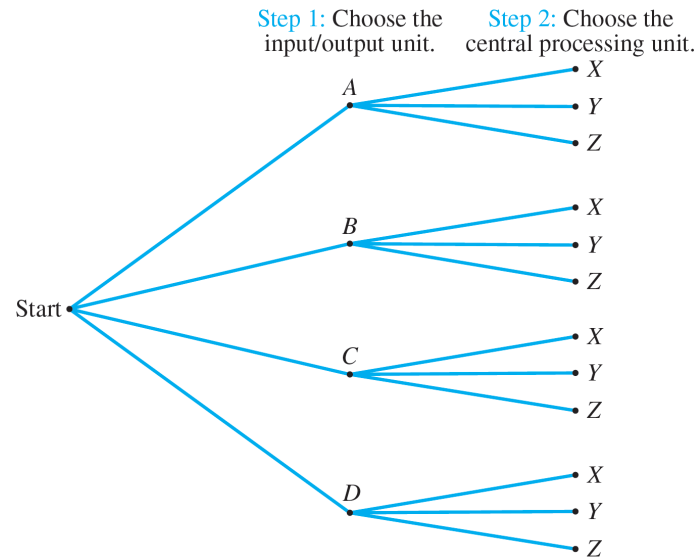 Step 1: Choose the
input/output unit.
Step 2: Choose the
central processing unit.
Start
A
X
Y
Z
B
X
Y
Z
C
X
Y
Z
D
X
Y
Z